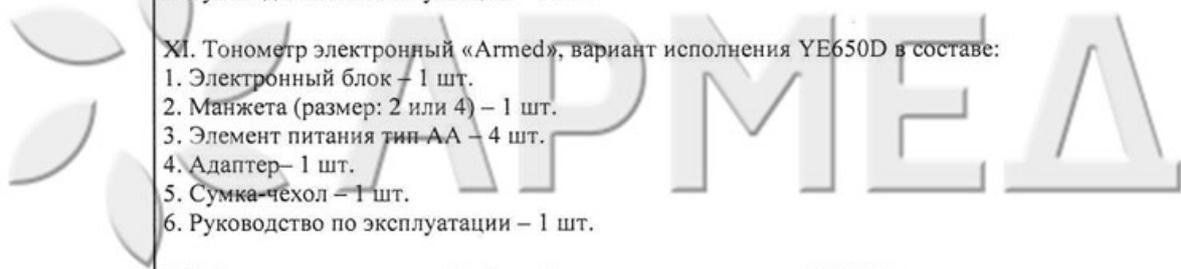 XI. Тонометр электронный «Armed», вариант исполнения YE650D в составе:
1. Электронный блок – 1 шт.
2. Манжета (размер: 2 или 4) – 1 шт.
3. Элемент питания тип АА – 4 шт.
4. Адаптер– 1 шт.
5. Сумка-чехол – 1 шт.
6. Руководство по эксплуатации – 1 шт.
АРМЕД